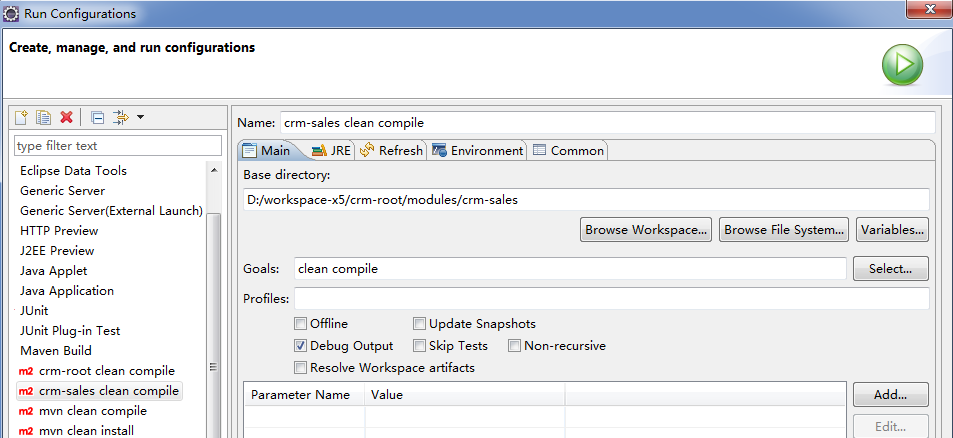 Run Configurations
Create, manage, and run configurations
type filter text
Eclipse Data Tools
Generic Server
Generic Server(External Launch)
HTTP Preview
J2EE Preview
Java Applet
Java Application
JUnit
JUnit Plug-in Test
Maven Build
m2 crm-root clean compile
m2 crm-sales clean compile
m2 mvn clean compile
m2 mvn clean install
Name: crm-sales clean compile
Main JRE Refresh Environment Common
Base directory:
D:/workspace-x5/crm-root/modules/crm-sales
Browse Workspace... Browse File System... Variables...
Goals: clean compile Select...
Profiles:
Offline Update Snapshots
Debug Output Skip Tests Non-recursive
Resolve Workspace artifacts
Parameter Name Value Add...
Edit...